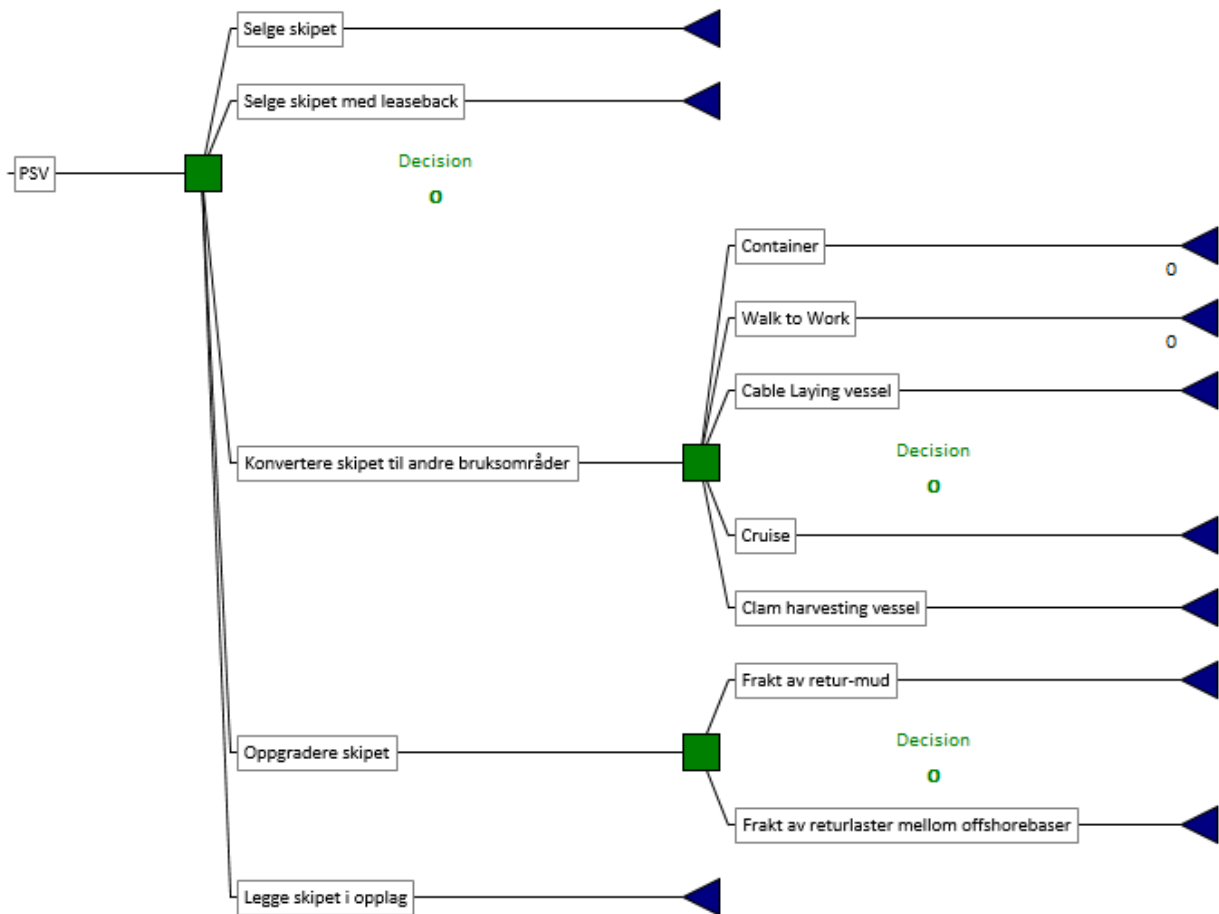 Selge skipet
Selge skipet med leaseback
PSV
Decision
0
Container
0
Walk to Work
0
Cable Laying vessel
Konvertere skipet til andre bruksområder
Decision
0
Cruise
Clam harvesting vessel
Frakt av retur-mud
Oppgradere skipet
Decision
0
Frakt av returlaster mellom offshorebaser
Legge skipet i opplag